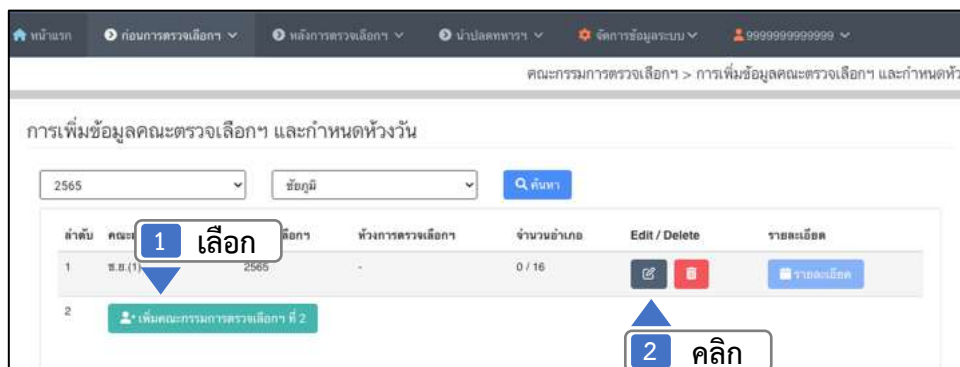 หน้าแรก ก่อนการตรวจเลือกฯ หลังการตรวจเลือกฯ นำปลดทหารฯ จัดการข้อมูลระบบ 9999999999999
คณะกรรมการตรวจเลือกฯ > การเพิ่มข้อมูลคณะตรวจเลือกฯ และกำหนดห้ว
การเพิ่มข้อมูลคณะตรวจเลือกฯ และกำหนดห้วงวัน
2565 ชัยภูมิ ค้นหา
ลำดับ ห้วงการตรวจเลือกฯ จำนวนอำเภอ Edit / Delete รายละเอียด
1 เลือก
1 ช.ย.(1) 2565 - 0 / 16 รายละเอียด
2 เพิ่มคณะกรรมการตรวจเลือกฯ ที่ 2
2 คลิก